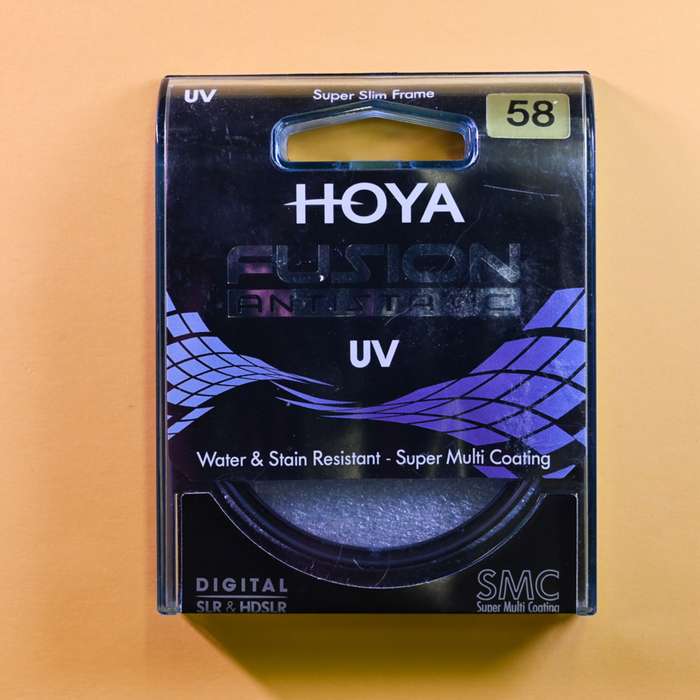 UV Super Slim Frame 58
HOYA
FUSION
ANTISTATIC
UV
Water & Stain Resistant - Super Multi Coating
DIGITAL
SLR & HDSLR
SMC
Super Multi Coating